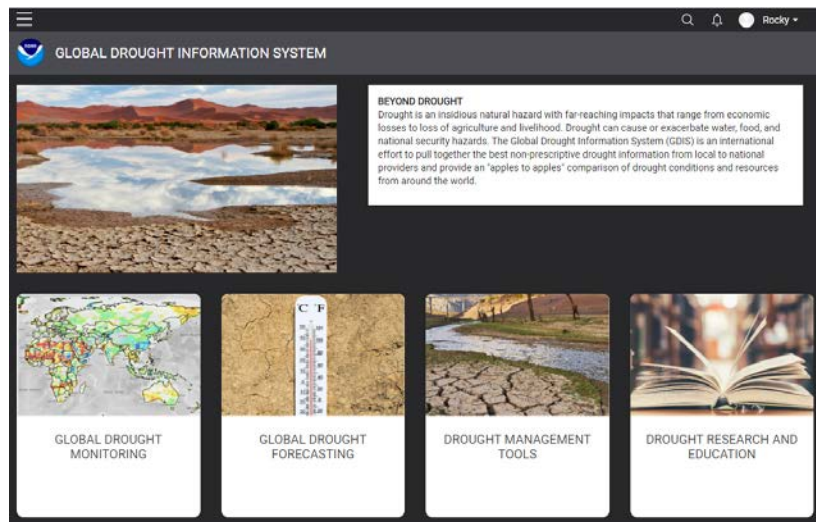 Rocky
GLOBAL DROUGHT INFORMATION SYSTEM
BEYOND DROUGHT
Drought is an insidious natural hazard with far-reaching impacts that range from economic
losses to loss of agriculture and livelihood. Drought can cause or exacerbate water, food, and
national security hazards. The Global Drought Information System (GDIS) is an international
effort to pull together the best non-prescriptive drought information from local to national
providers and provide an "apples to apples" comparison of drought conditions and resources
from around the world.
C F
GLOBAL DROUGHT
MONITORING
GLOBAL DROUGHT
FORECASTING
DROUGHT MANAGEMENT
TOOLS
DROUGHT RESEARCH AND
EDUCATION